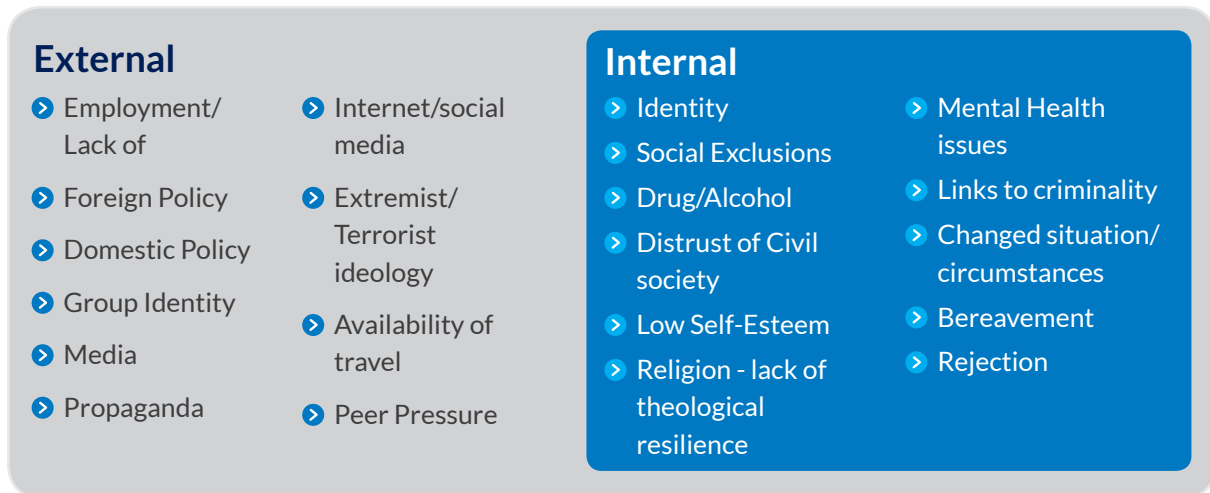 External
Employment/
Lack of
Foreign Policy
Domestic Policy
Group Identity
Media
Propaganda
Internet/social
media
Extremist/
Terrorist
ideology
Availability of
travel
Peer Pressure
Internal
Identity
Social Exclusions
Drug/Alcohol
Distrust of Civil
society
Low Self-Esteem
Religion - lack of
theological
resilience
Mental Health
issues
Links to criminality
Changed situation/
circumstances
Bereavement
Rejection